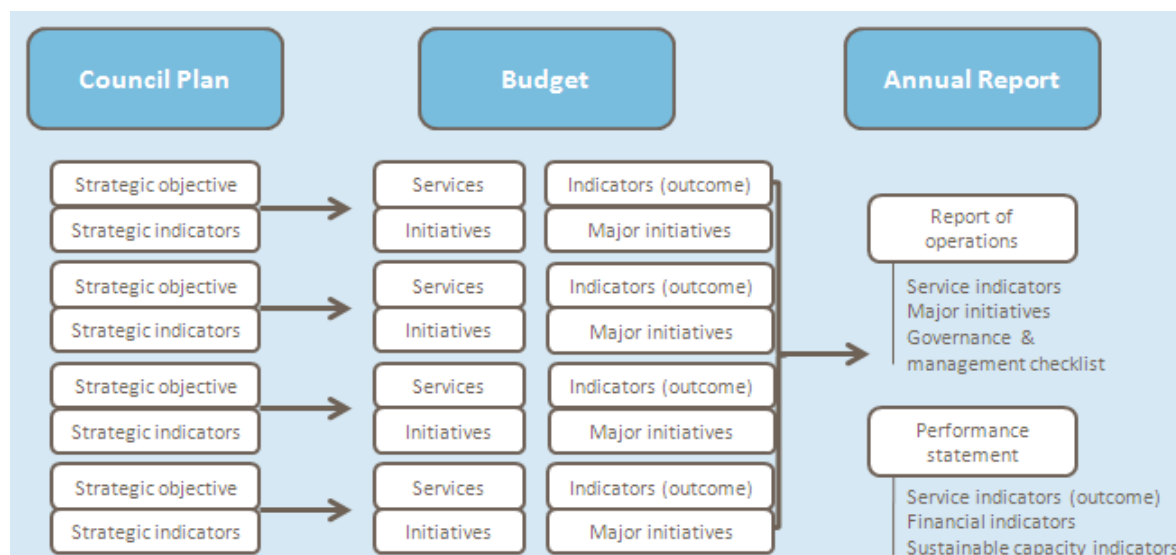 Council Plan
Budget
Annual Report
Strategic objective
Strategic indicators
Services
Initiatives
Indicators (outcome)
Major initiatives
Strategic objective
Strategic indicators
Services
Initiatives
Indicators (outcome)
Major initiatives
Strategic objective
Strategic indicators
Services
Initiatives
Indicators (outcome)
Major initiatives
Strategic objective
Strategic indicators
Services
Initiatives
Indicators (outcome)
Major initiatives
Report of
operations
Service indicators
Major initiatives
Governance &
management checklist
Performance
statement
Service indicators (outcome)
Financial indicators
Sustainable capacity indicators